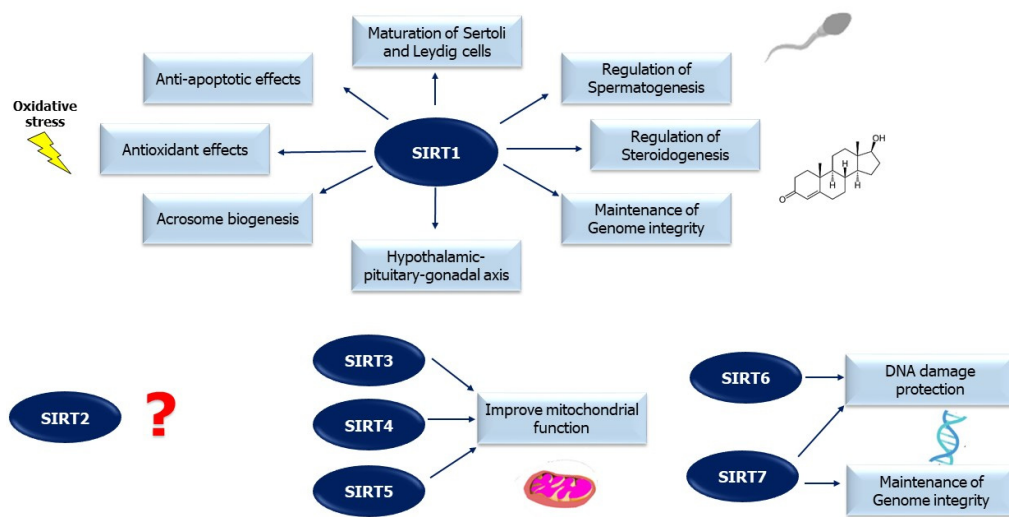 Maturation of Sertoli
and Leydig cells
Anti-apoptotic effects
Regulation of
Spermatogenesis
Oxidative
stress
Antioxidant effects
SIRT1
Regulation of
Steroidogenesis
OH
H
H
H
O
Acrosome biogenesis
Maintenance of
Genome integrity
Hypothalamic-
pituitary-gonadal axis
SIRT3
SIRT6
DNA damage
protection
SIRT2
?
SIRT4
Improve mitochondrial
function
SIRT5
SIRT7
Maintenance of
Genome integrity